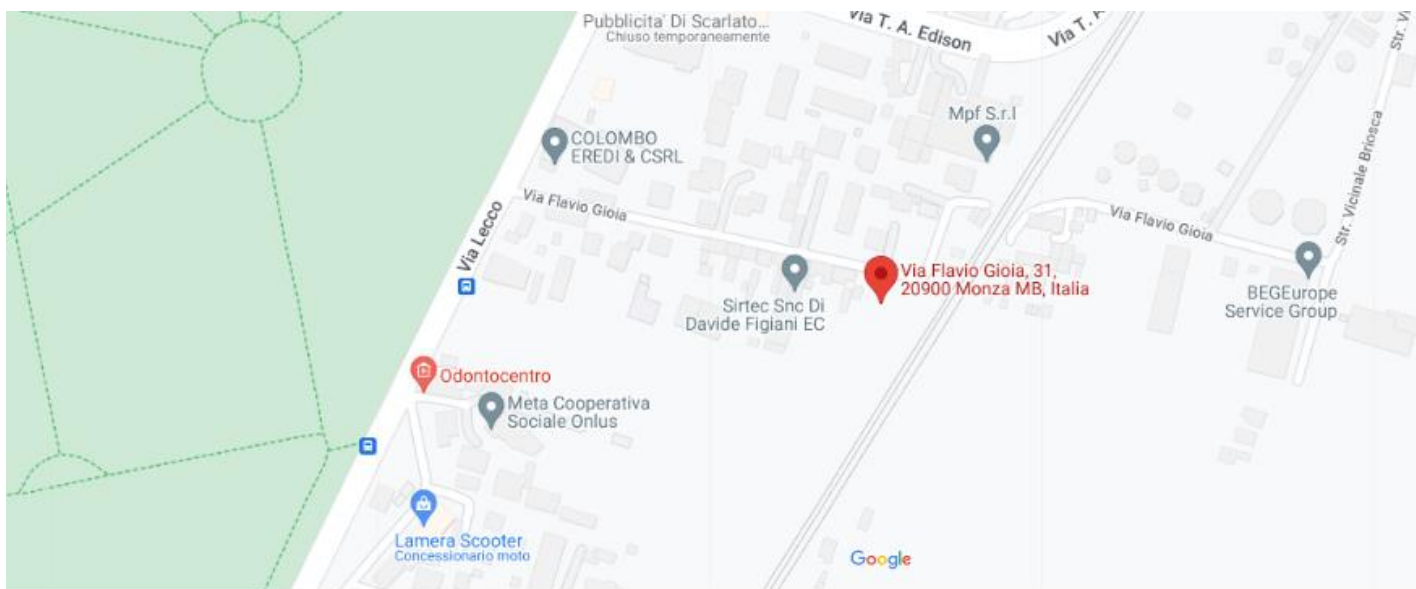 Pubblicita' Di Scarlato...
Chiuso temporaneamente
Via T. A. Edison
Via T. A
Str. Vi
Mpf S.r.l
COLOMBO
EREDI & CSRL
Str. Vicinale Briosca
Via Flavio Gioia
Via Flavio Gioia
Via Lecco
Via Flavio Gioia, 31,
20900 Monza MB, Italia
Sirtec Snc Di
Davide Figiani EC
BEGEurope
Service Group
Odontocentro
Meta Cooperativa
Sociale Onlus
Lamera Scooter
Concessionario moto
Google